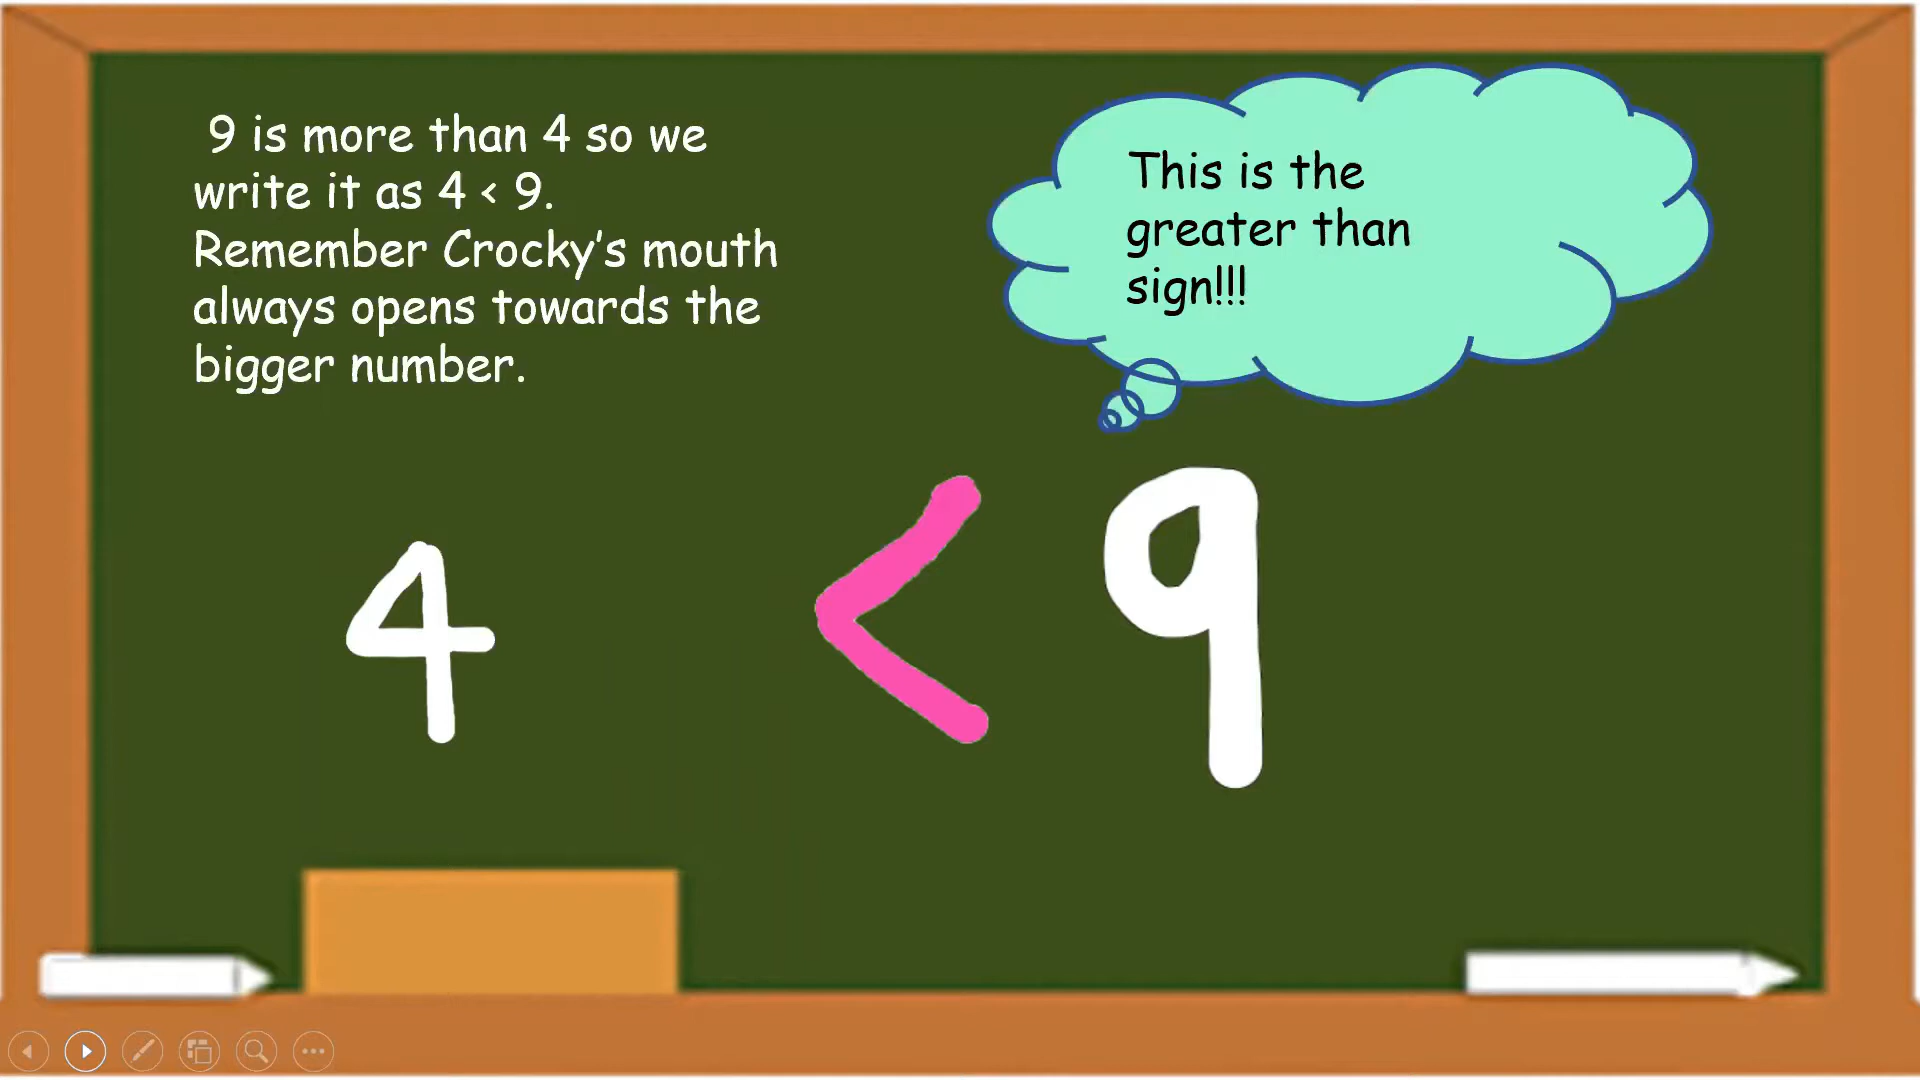 9 is more than 4 so we
write it as 4 < 9.
Remember Crocky’s mouth
always opens towards the
bigger number.
This is the
greater than
sign!!!
4 < 9